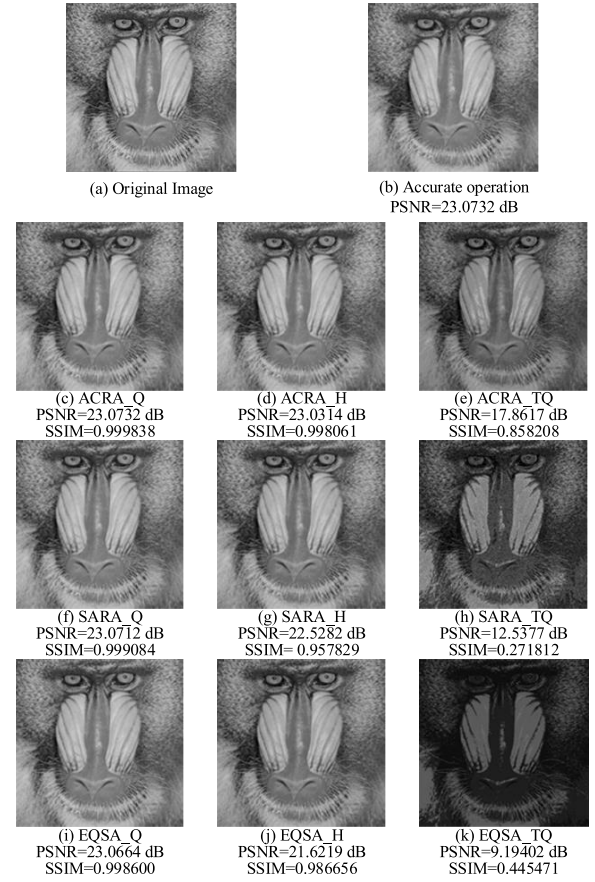 (a) Original Image
(b) Accurate operation
PSNR=23.0732 dB
(c) ACRA_Q
PSNR=23.0732 dB
SSIM=0.999838
(d) ACRA_H
PSNR=23.0314 dB
SSIM=0.998061
(e) ACRA_TQ
PSNR=17.8617 dB
SSIM=0.858208
(f) SARA_Q
PSNR=23.0712 dB
SSIM=0.999084
(g) SARA_H
PSNR=22.5282 dB
SSIM= 0.957829
(h) SARA_TQ
PSNR=12.5377 dB
SSIM=0.271812
(i) EQSA_Q
PSNR=23.0664 dB
SSIM=0.998600
(j) EQSA_H
PSNR=21.6219 dB
SSIM=0.986656
(k) EQSA_TQ
PSNR=9.19402 dB
SSIM=0.445471